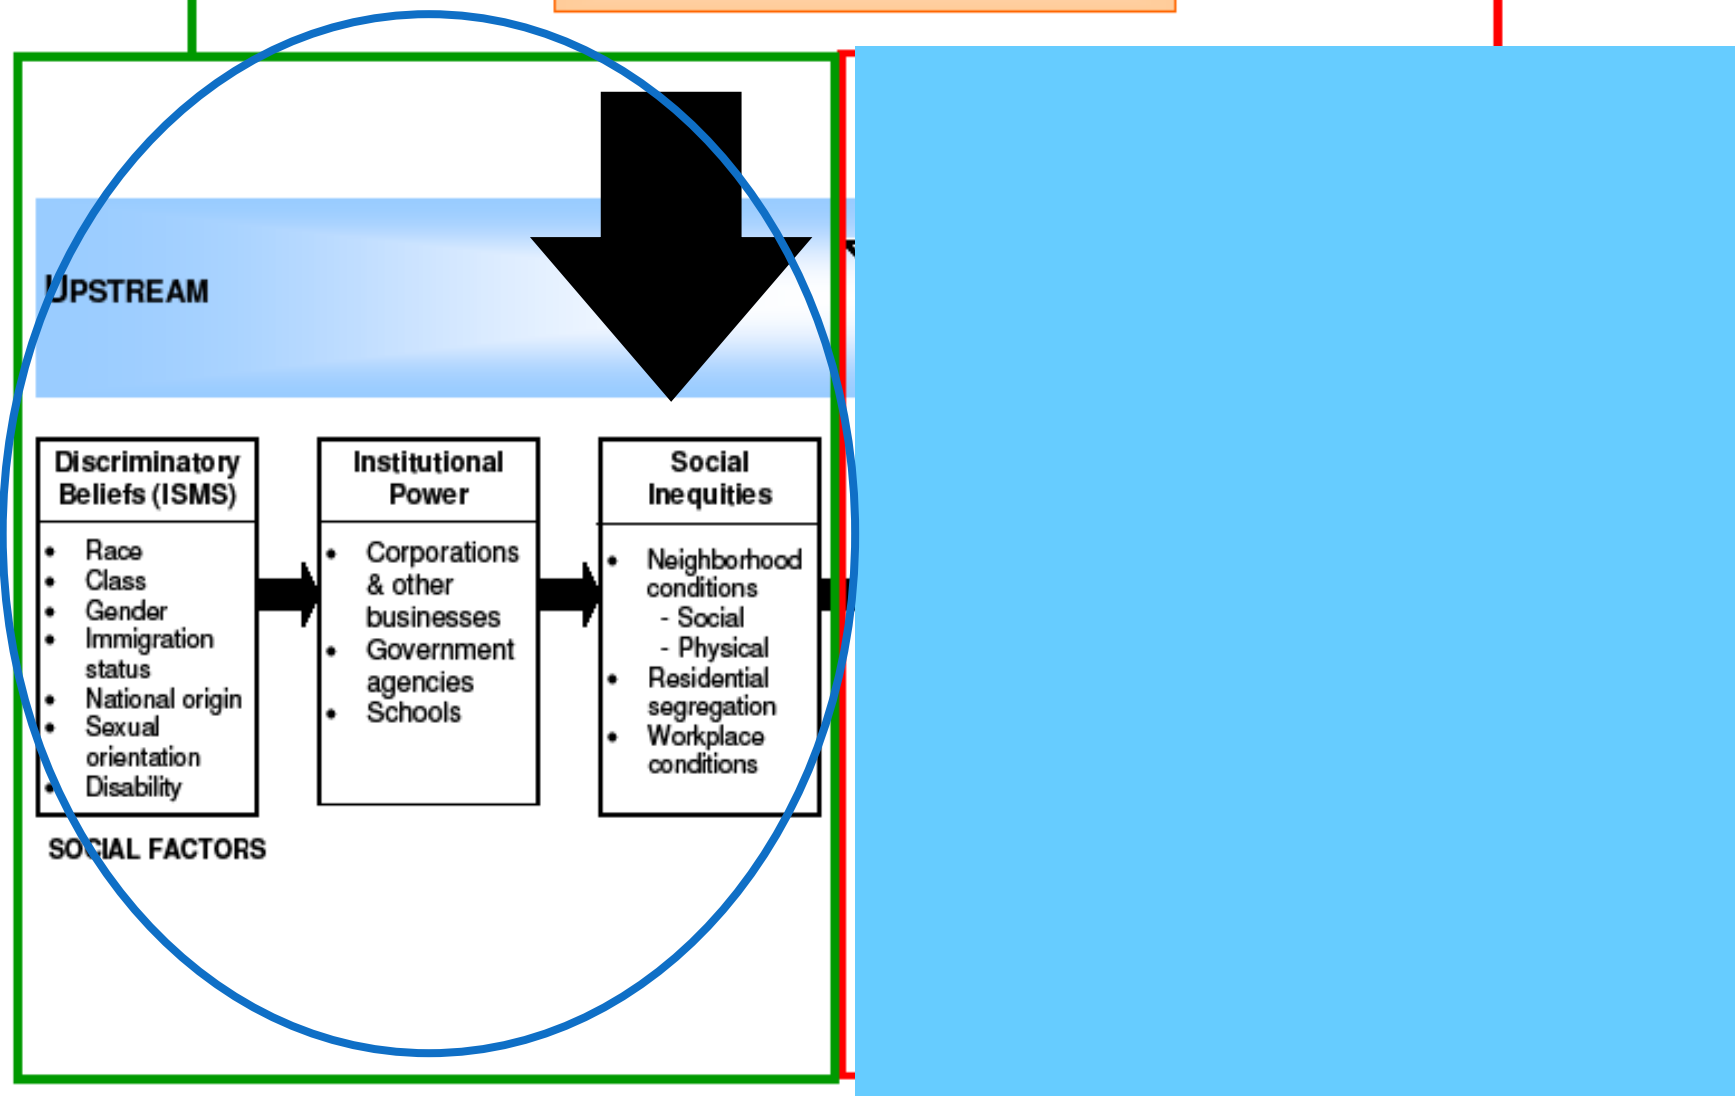 UPSTREAM
Discriminatory
Beliefs (ISMS)
• Race
• Class
• Gender
• Immigration
status
• National origin
• Sexual
orientation
• Disability
Institutional
Power
• Corporations
& other
businesses
• Government
agencies
• Schools
Social
Inequities
• Neighborhood
conditions
- Social
- Physical
• Residential
segregation
• Workplace
conditions
SOCIAL FACTORS